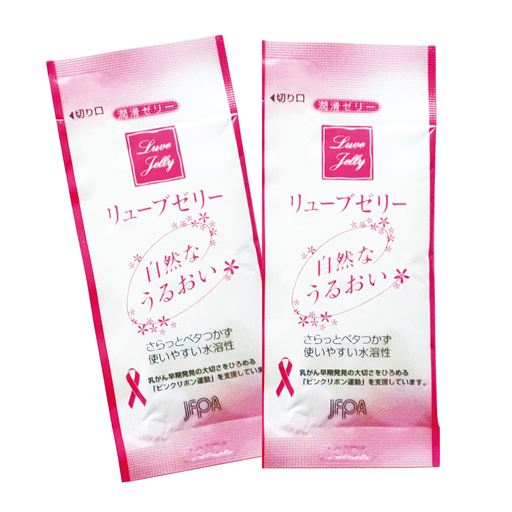 ◀切り口
潤滑ゼリー
Luve
Jelly
リューブゼリー
自然な
うるおい
さらっとベタつかず
使いやすい水溶性
乳がん早期発見の大切さをひろめる
「ピンクリボン運動」を支援していま
JFPA
◀切り口
潤滑ゼリー
Luve
Jelly
リューブゼリー
自然な
うるおい
さらっとベタつかず
使いやすい水溶性
乳がん早期発見の大切さをひろめる
「ピンクリボン運動」を支援しています。
JFPA